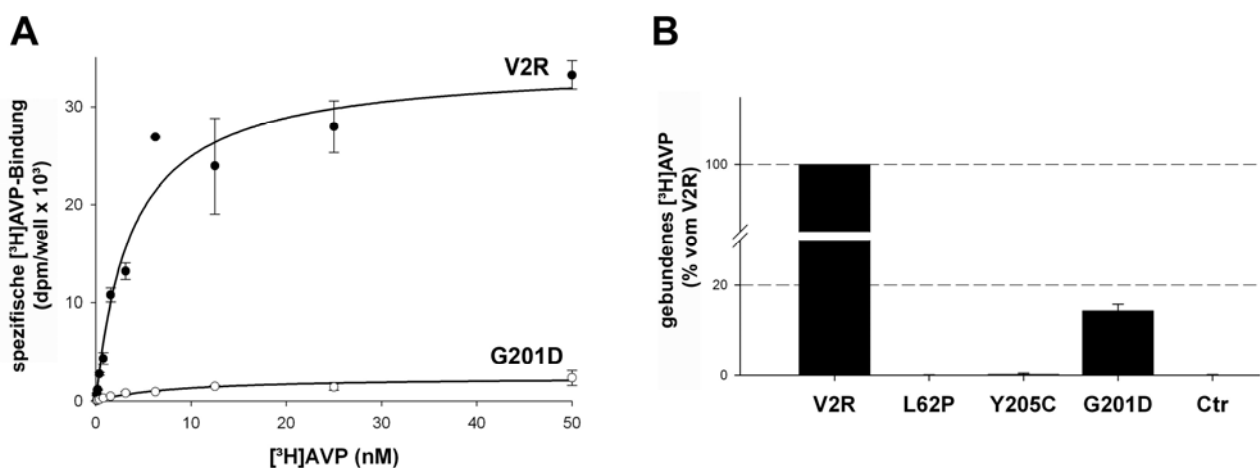 A
V2R
G201D
spezifische [³H]AVP-Bindung
(dpm/well x 10³)
30
20
10
0
0
10
20
30
40
50
[³H]AVP (nM)
B
gebundenes [³H]AVP
(% vom V2R)
100
20
0
V2R
L62P
Y205C
G201D
Ctr